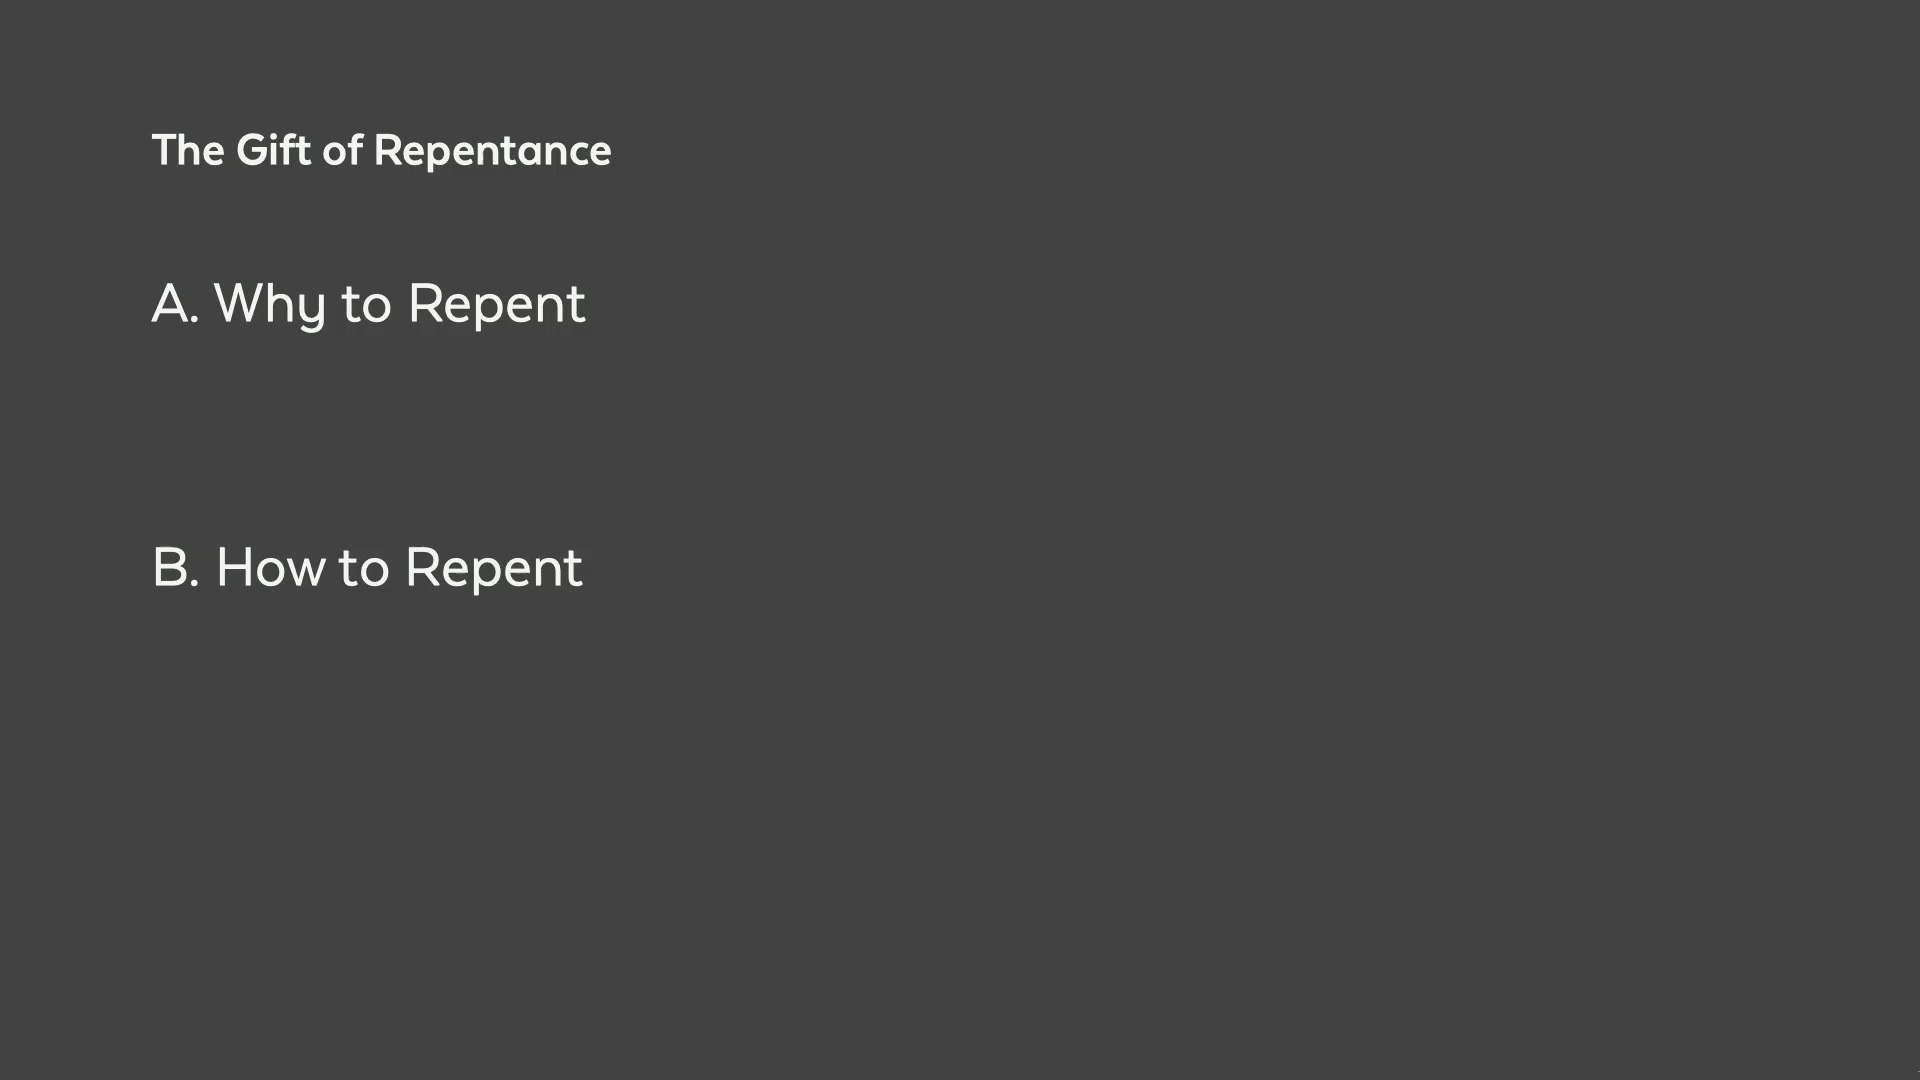 The Gift of Repentance
A. Why to Repent
B. How to Repent